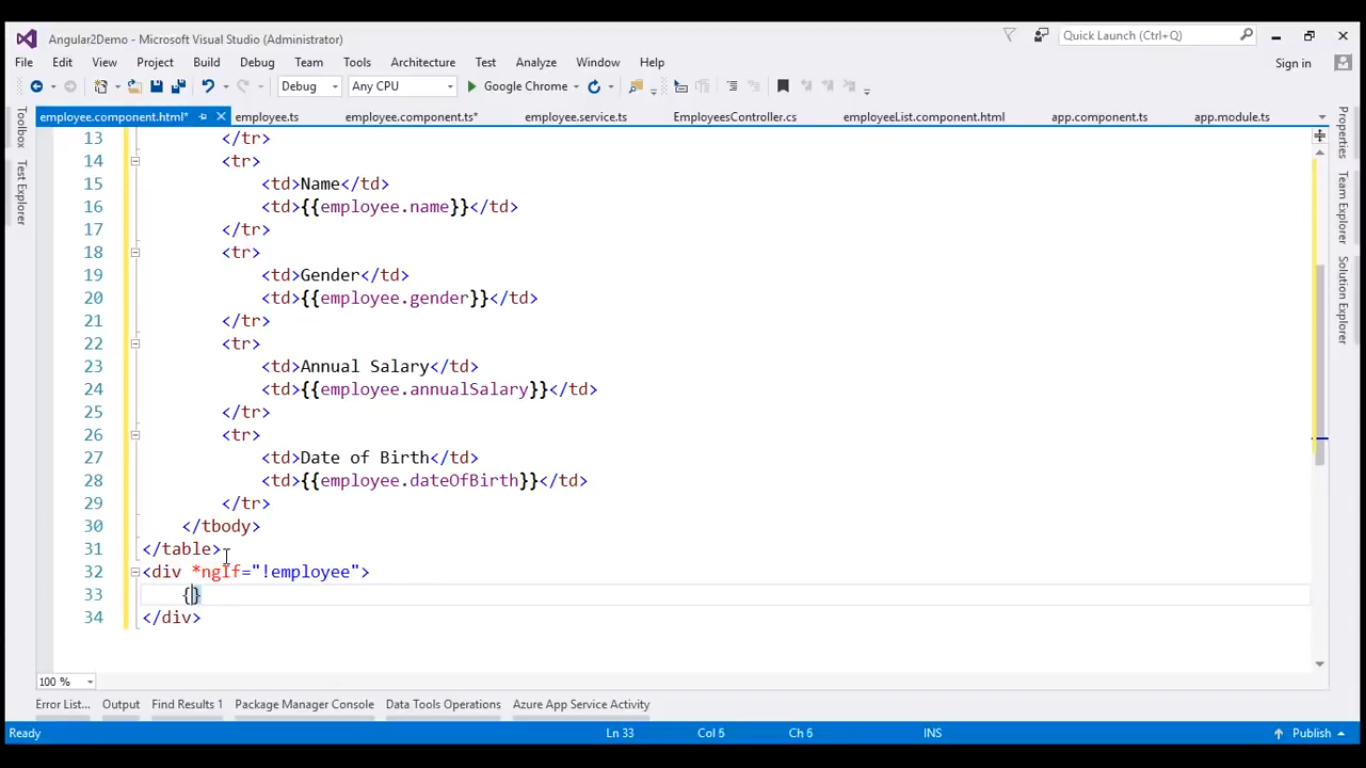 Angular2Demo - Microsoft Visual Studio (Administrator)
Quick Launch (Ctrl+Q)
File Edit View Project Build Debug Team Tools Architecture Test Analyze Window Help
Sign in
Debug Any CPU Google Chrome
employee.component.html* employee.ts employee.component.ts* employee.service.ts EmployeesController.cs employeeList.component.html app.component.ts app.module.ts
Toolbox
Test Explorer
Properties
Team Explorer
Solution Explorer
13 </tr>
14 <tr>
15 <td>Name</td>
16 <td>{{employee.name}}</td>
17 </tr>
18 <tr>
19 <td>Gender</td>
20 <td>{{employee.gender}}</td>
21 </tr>
22 <tr>
23 <td>Annual Salary</td>
24 <td>{{employee.annualSalary}}</td>
25 </tr>
26 <tr>
27 <td>Date of Birth</td>
28 <td>{{employee.dateOfBirth}}</td>
29 </tr>
30 </tbody>
31 </table>
32 <div *ngIf="!employee">
33 {}
34 </div>
100 %
Error List... Output Find Results 1 Package Manager Console Data Tools Operations Azure App Service Activity
Ready Ln 33 Col 6 Ch 6 INS Publish